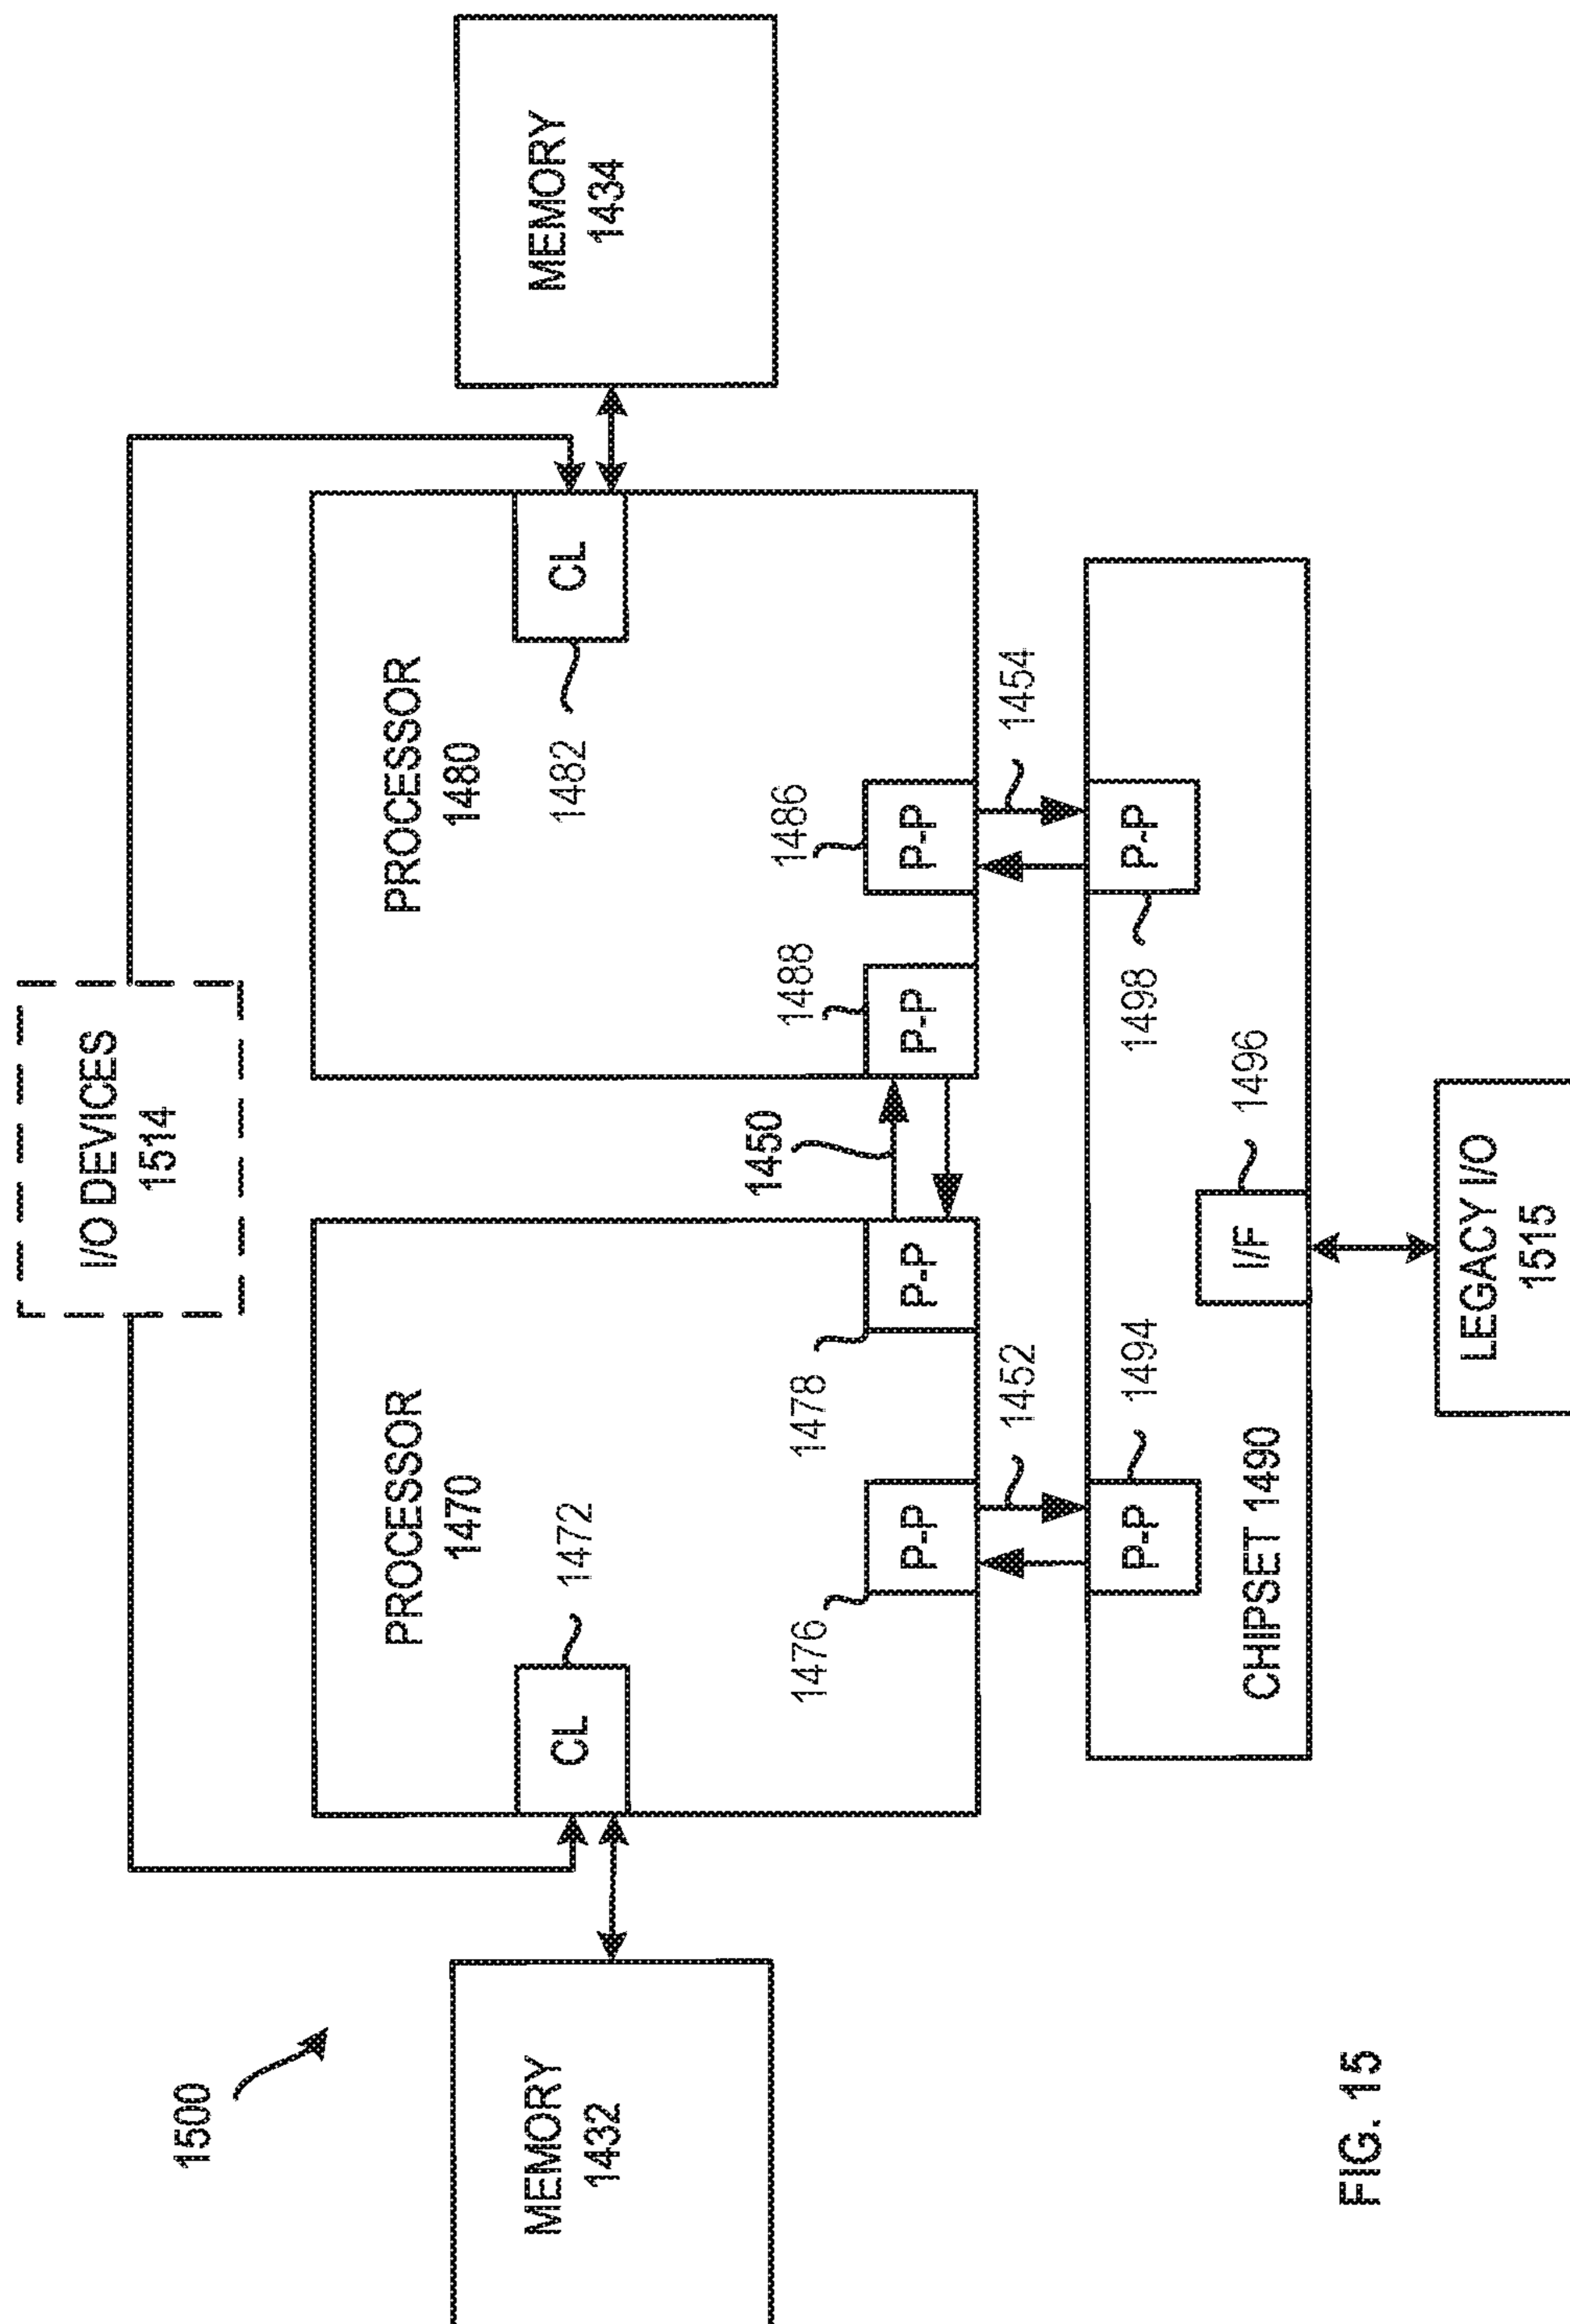 1500
I/O DEVICES
1514
PROCESSOR
1470
PROCESSOR
1480
MEMORY
1432
CL
1472
CL
1482
MEMORY
1434
1450
1476
1478
1488
1486
P-P
P-P
P-P
P-P
1452
1454
P-P
1494
1498
P-P
CHIPSET 1490
I/F
1496
LEGACY I/O
1515
FIG. 15